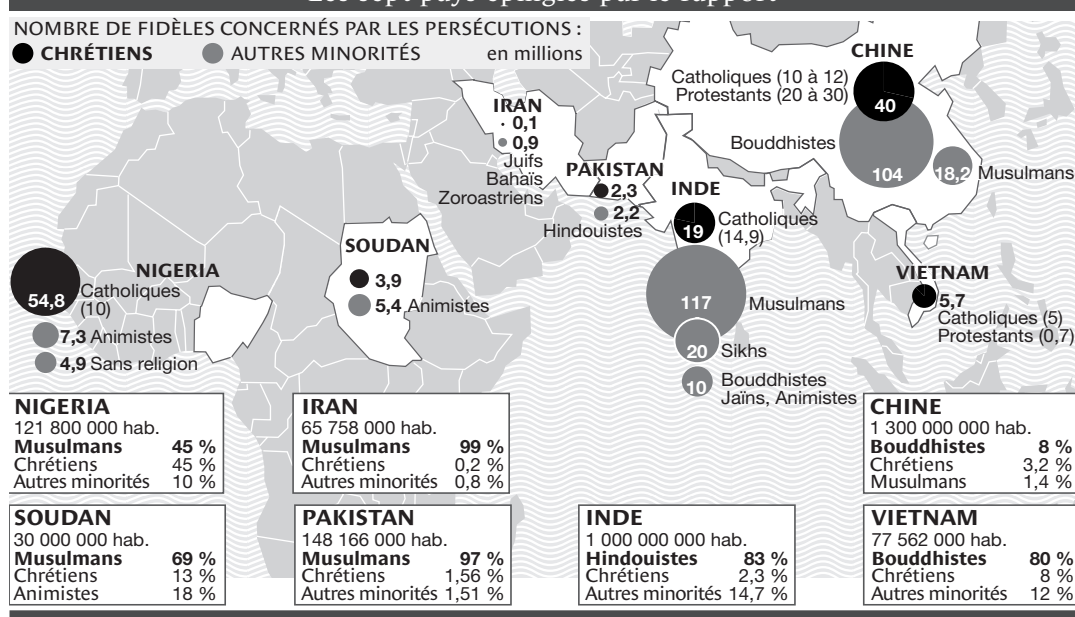 Les sept pays épinglés par le rapport
NOMBRE DE FIDÈLES CONCERNÉS PAR LES PERSÉCUTIONS :
CHRÉTIENS AUTRES MINORITÉS en millions
CHINE
Catholiques (10 à 12)
Protestants (20 à 30)
40
Bouddhistes
104
18,2 Musulmans
IRAN
0,1
0,9
Juifs
Bahaïs
Zoroastriens
PAKISTAN
2,3
2,2
Hindouistes
INDE
19
Catholiques
(14,9)
117 Musulmans
20 Sikhs
10 Bouddhistes
Jaïns, Animistes
SOUDAN
3,9
5,4 Animistes
NIGERIA
54,8
Catholiques
(10)
7,3 Animistes
4,9 Sans religion
VIETNAM
5,7
Catholiques (5)
Protestants (0,7)
NIGERIA
121 800 000 hab.
Musulmans 45 %
Chrétiens 45 %
Autres minorités 10 %
IRAN
65 758 000 hab.
Musulmans 99 %
Chrétiens 0,2 %
Autres minorités 0,8 %
CHINE
1 300 000 000 hab.
Bouddhistes 8 %
Chrétiens 3,2 %
Musulmans 1,4 %
SOUDAN
30 000 000 hab.
Musulmans 69 %
Chrétiens 13 %
Animistes 18 %
PAKISTAN
148 166 000 hab.
Musulmans 97 %
Chrétiens 1,56 %
Autres minorités 1,51 %
INDE
1 000 000 000 hab.
Hindouistes 83 %
Chrétiens 2,3 %
Autres minorités 14,7 %
VIETNAM
77 562 000 hab.
Bouddhistes 80 %
Chrétiens 8 %
Autres minorités 12 %